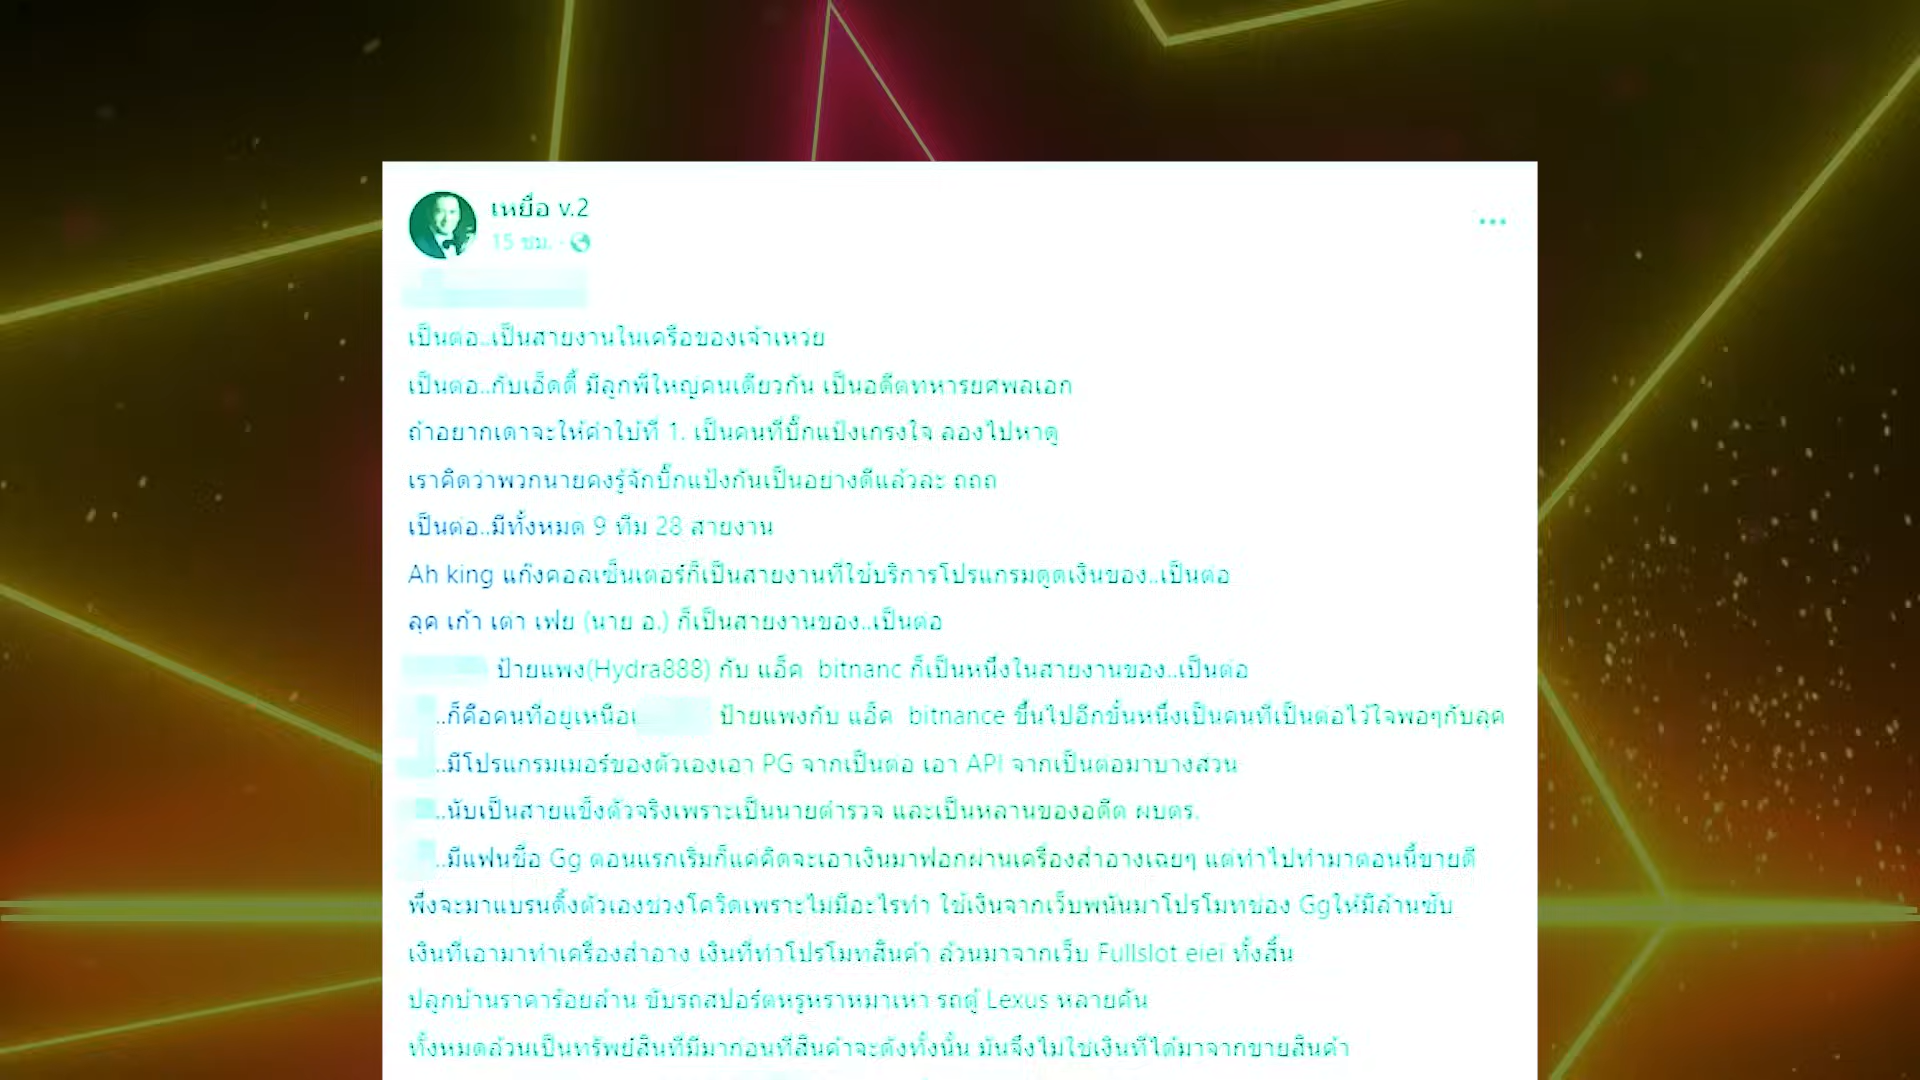 เหยื่อ v.2
15 ชม.
เป็นต่อ..เป็นสายงานในเครือของเจ้าเหวย
เป็นต่อ..กับเอ็ดดี้ มีลูกพี่ใหญ่คนเดียวกัน เป็นอดีตทหารยศพลเอก
ถ้าอยากเดาจะให้คำใบ้ที่ 1. เป็นคนที่บิ๊กแป๊ะเกรงใจ ลองไปหาดู
เราคิดว่าพวกนายคงรู้จักบิ๊กแป๊ะกันเป็นอย่างดีแล้วล่ะ ถถถ
เป็นต่อ..มีทั้งหมด 9 ทีม 28 สายงาน
Ah king แก๊งคอลเซ็นเตอร์ก็เป็นสายงานที่ใช้บริการโปรแกรมดูดเงินของ..เป็นต่อ
ลุค เก้า เต่า เฟย (นาย อ.) ก็เป็นสายงานของ..เป็นต่อ
ป้ายแพง(Hydra888) กับ แอ็ค bitnanc ก็เป็นหนึ่งในสายงานของ..เป็นต่อ
..ก็คือคนที่อยู่เหนือ ป้ายแพงกับ แอ็ค bitnance ขึ้นไปอีกขั้นหนึ่งเป็นคนที่เป็นต่อไว้ใจพอๆกับลุค
..มีโปรแกรมเมอร์ของตัวเองเอา PG จากเป็นต่อ เอา API จากเป็นต่อมาบางส่วน
..นับเป็นสายแข็งตัวจริงเพราะเป็นนายตำรวจ และเป็นหลานของอดีต ผบตร.
..มีแฟนชื่อ Gg ตอนแรกเริ่มก็แค่คิดจะเอาเงินมาฟอกผ่านเครื่องสำอางเฉยๆ แต่ทำไปทำมาตอนนี้ขายดี
พึ่งจะมาแบรนดิ้งตัวเองช่วงโควิดเพราะไม่มีอะไรทำ ใช้เงินจากเว็บพนันมาโปรโมทช่อง Ggให้มีล้านซับ
เงินที่เอามาทำเครื่องสำอาง เงินที่ทำโปรโมทสินค้า ล้วนมาจากเว็บ Fullslot eiei ทั้งสิ้น
ปลูกบ้านราคาร้อยล้าน ขับรถสปอร์ตหรูหราหมาเห่า รถตู้ Lexus หลายคัน
ทั้งหมดล้วนเป็นทรัพย์สินที่มีมาก่อนที่สินค้าจะดังทั้งนั้น มันจึงไม่ใช่เงินที่ได้มาจากขายสินค้า